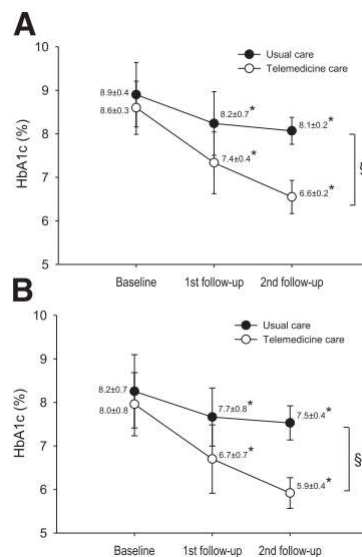 A
10
9
8
7
6
5
HbA1c (%)
Usual care
Telemedicine care
8.9±0.4
8.6±0.3
8.2±0.7*
7.4±0.4*
8.1±0.2*
6.6±0.2*
§
Baseline 1st follow-up 2nd follow-up
B
10
9
8
7
6
5
HbA1c (%)
Usual care
Telemedicine care
8.2±0.7
8.0±0.8
7.7±0.8*
6.7±0.7*
7.5±0.4*
5.9±0.4*
§
Baseline 1st follow-up 2nd follow-up